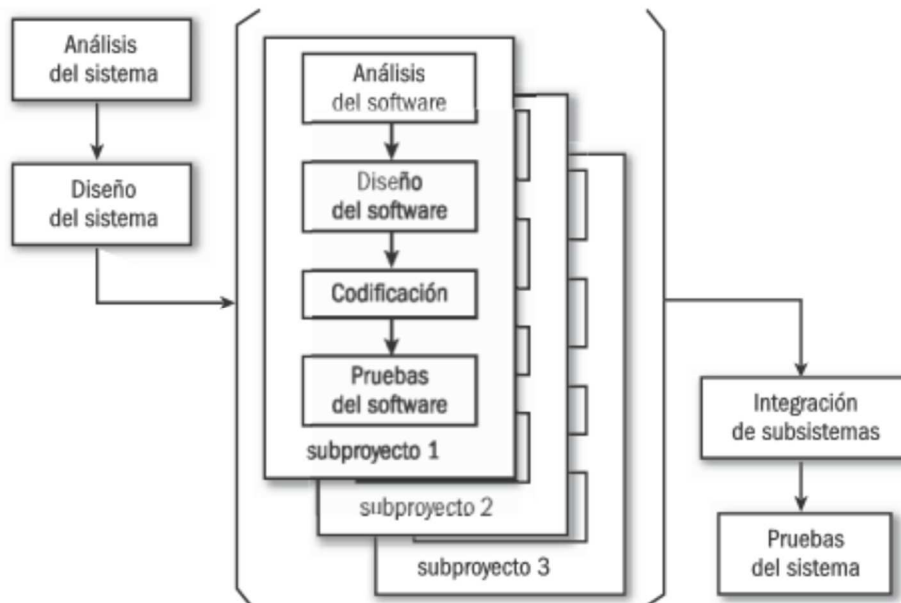 Análisis
del sistema
Diseño
del sistema
Análisis
del software
Diseño
del software
Codificación
Pruebas
del software
subproyecto 1
subproyecto 2
subproyecto 3
Integración
de subsistemas
Pruebas
del sistema